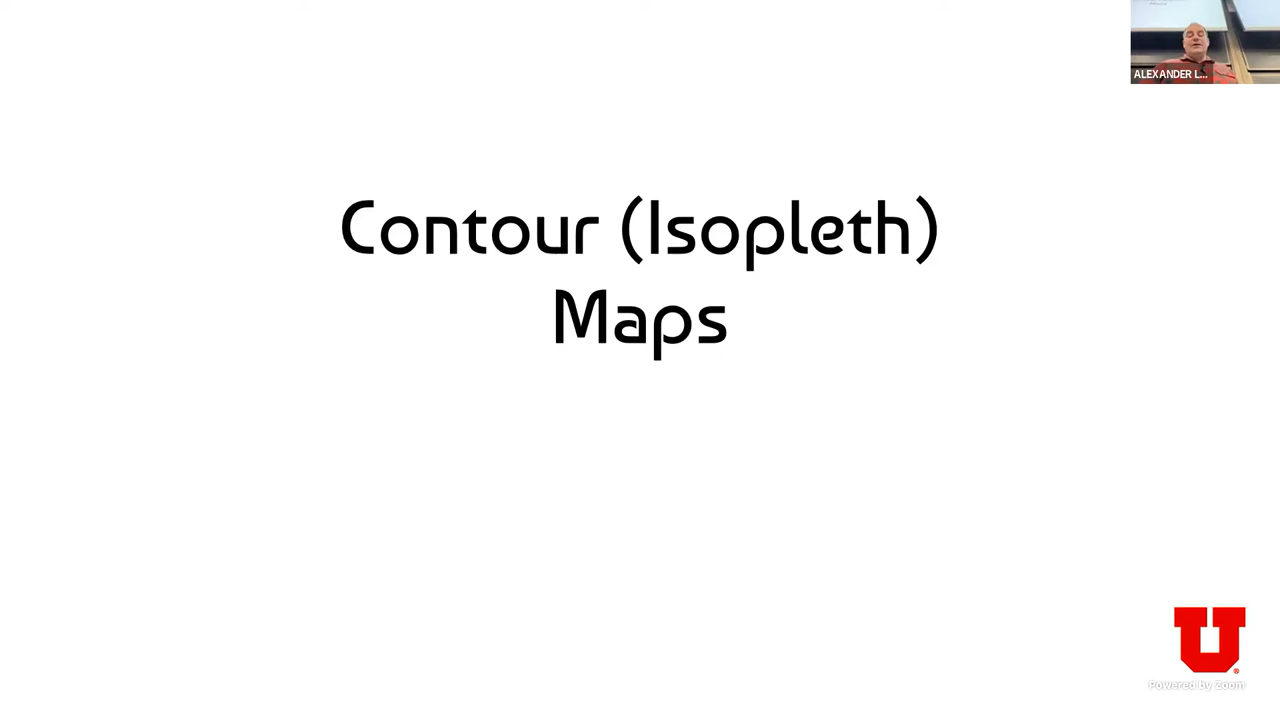 ALEXANDER L...
Contour (Isopleth)
Maps
U
Powered by Zoom